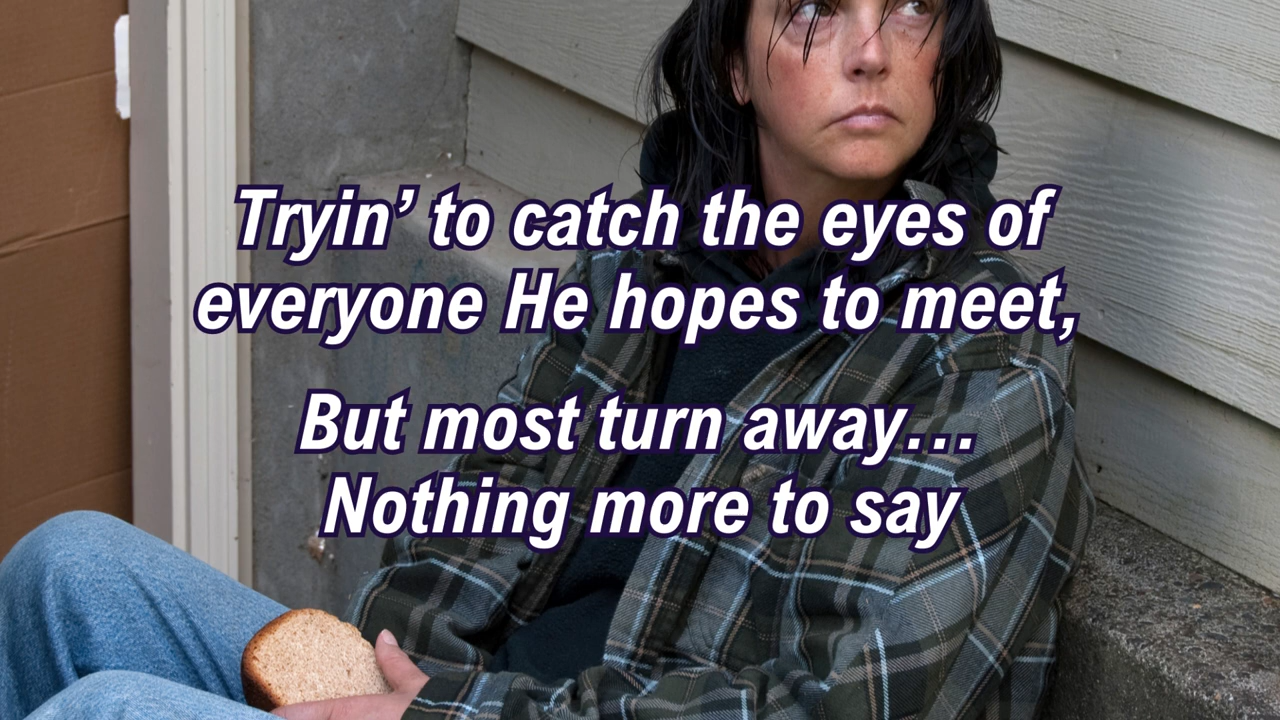 Tryin’ to catch the eyes of
everyone He hopes to meet,
But most turn away…
Nothing more to say